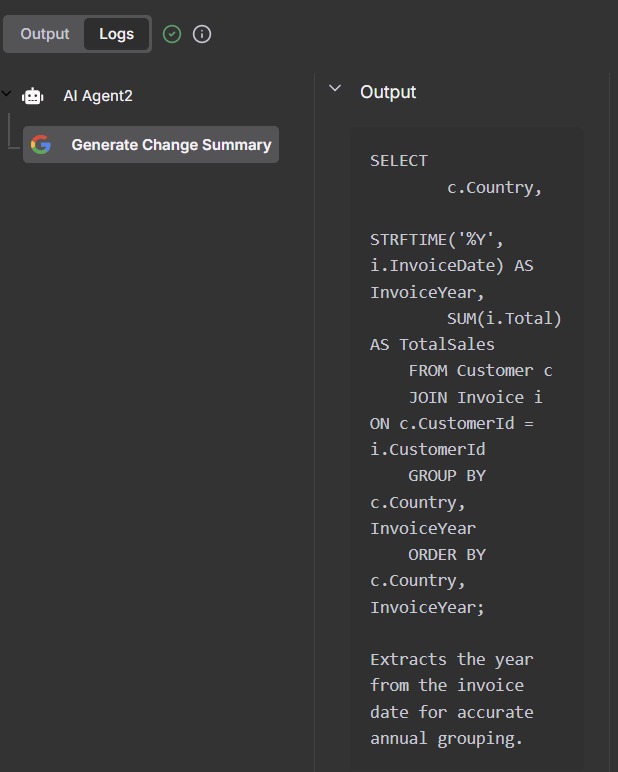 Output Logs
AI Agent2
Generate Change Summary
Output
SELECT
c.Country,
STRFTIME('%Y',
i.InvoiceDate) AS
InvoiceYear,
SUM(i.Total)
AS TotalSales
FROM Customer c
JOIN Invoice i
ON c.CustomerId =
i.CustomerId
GROUP BY
c.Country,
InvoiceYear
ORDER BY
c.Country,
InvoiceYear;
Extracts the year
from the invoice
date for accurate
annual grouping.